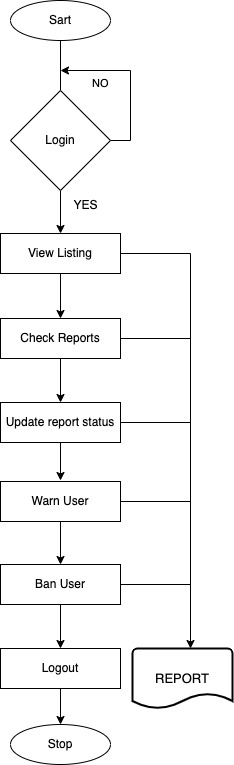 Sart
NO
Login
YES
View Listing
Check Reports
Update report status
Warn User
Ban User
Logout
REPORT
Stop